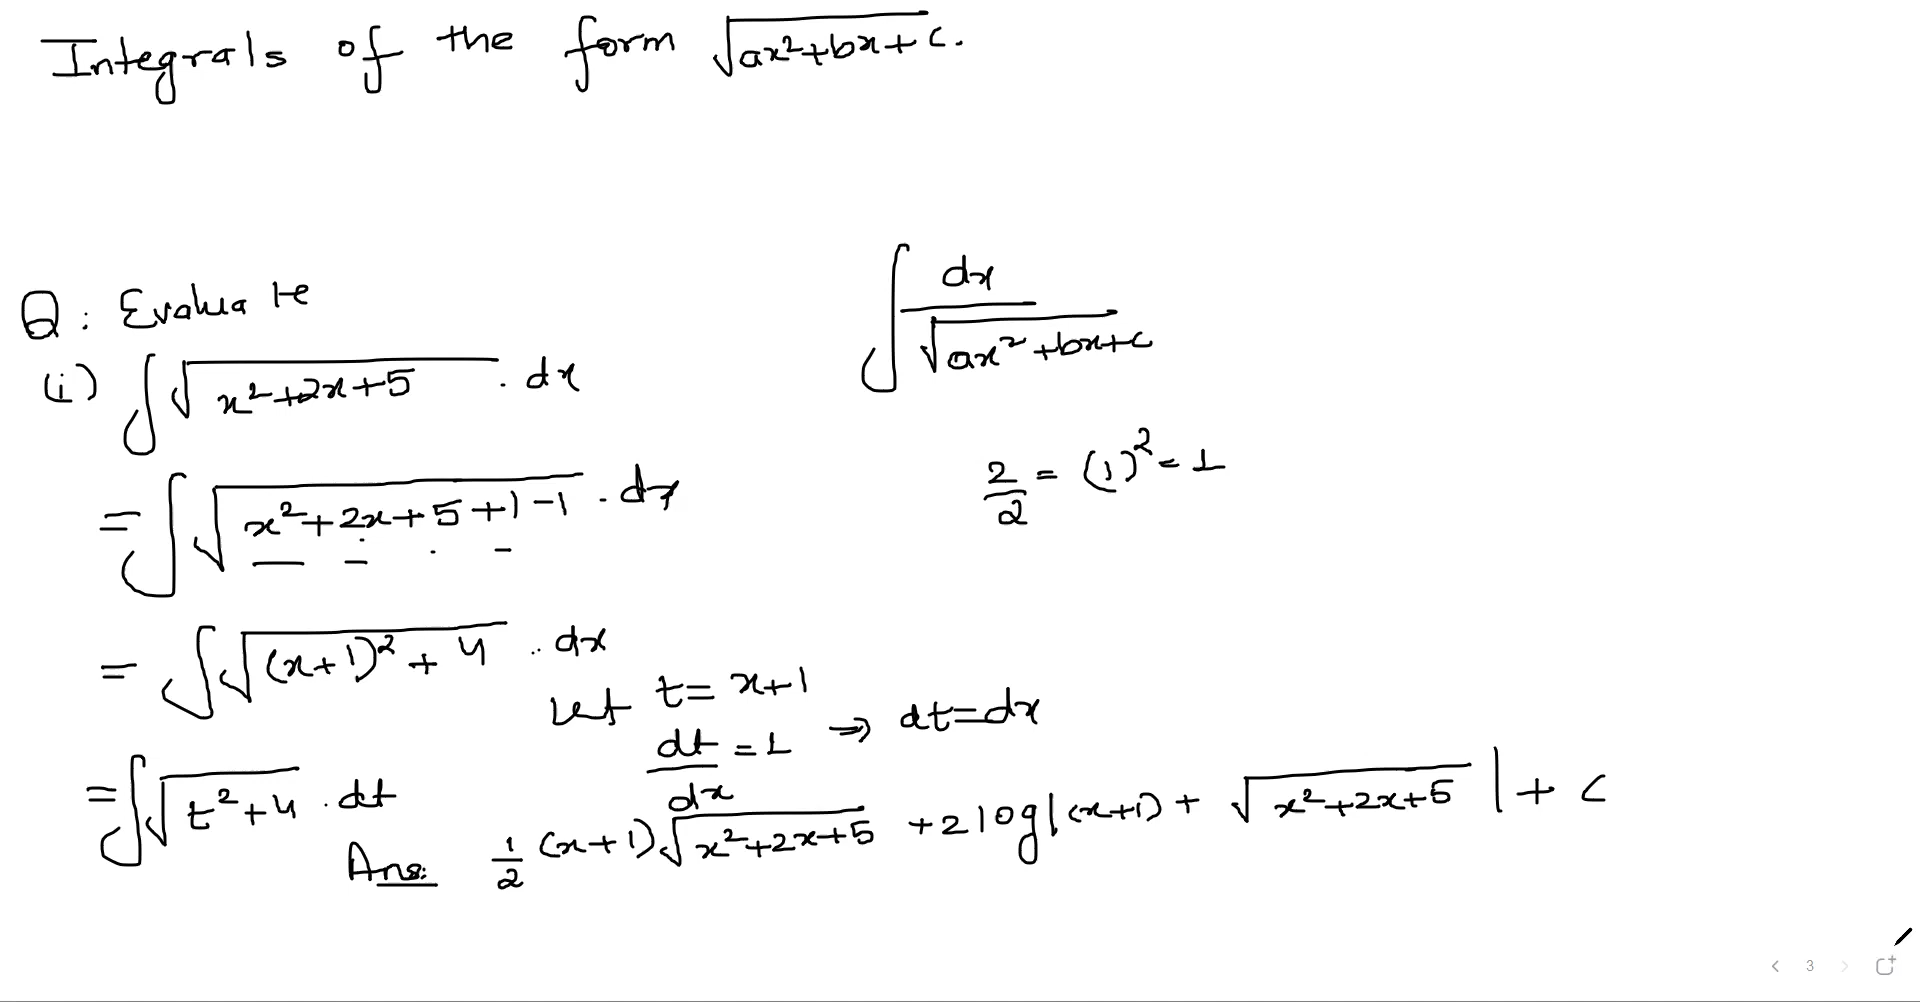 Integrals of the form √(ax²+bx+c).
∫ dx / √(ax²+bx+c)
Q: Evaluate
(i) ∫ √(x²+2x+5) . dx
2/2 = (1)² = 1
= ∫ √(x²+2x+5+1-1) . dx
= ∫ √((x+1)² + 4) .. dx
Let t = x+1
dt/dx = 1 ⇒ dt = dx
= ∫ √(t²+4) . dt
Ans: 1/2 (x+1) √(x²+2x+5) + 2 log |(x+1) + √(x²+2x+5)| + c
< 3 >